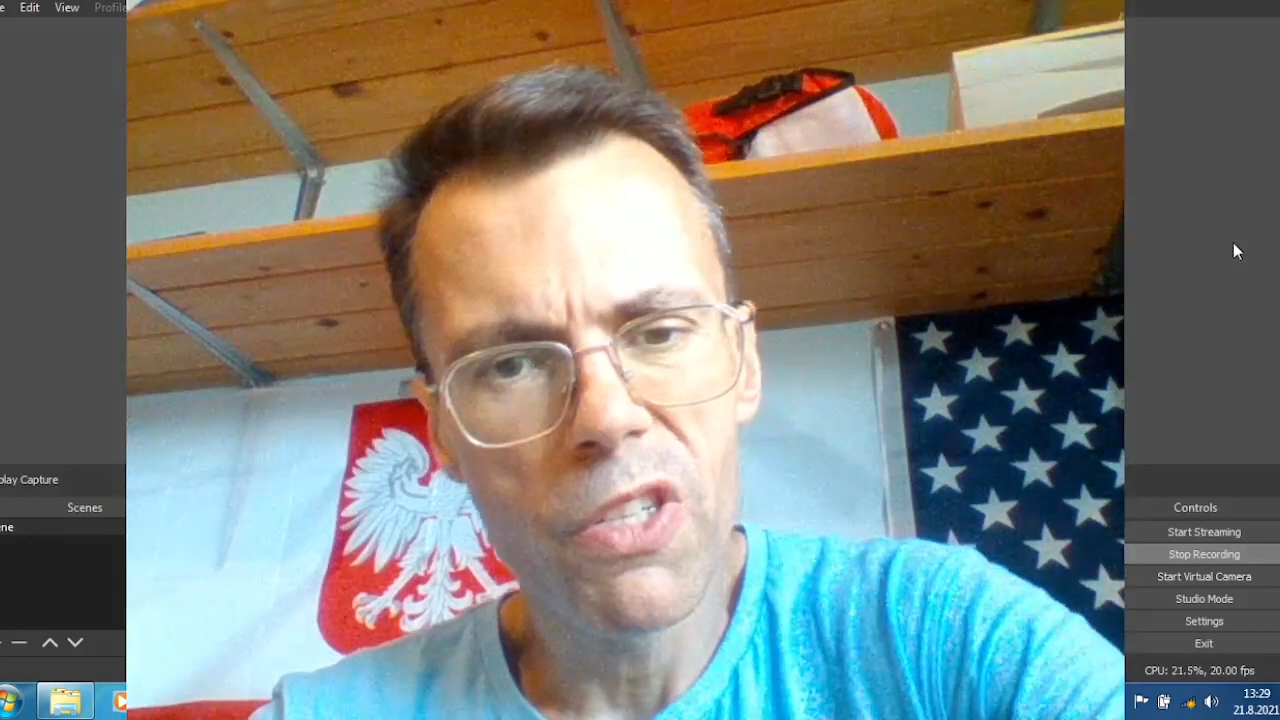 Edit View Profile
play Capture
Scenes
ne
Controls
Start Streaming
Stop Recording
Start Virtual Camera
Studio Mode
Settings
Exit
CPU: 21.5%, 20.00 fps
13:29
21.8.2021